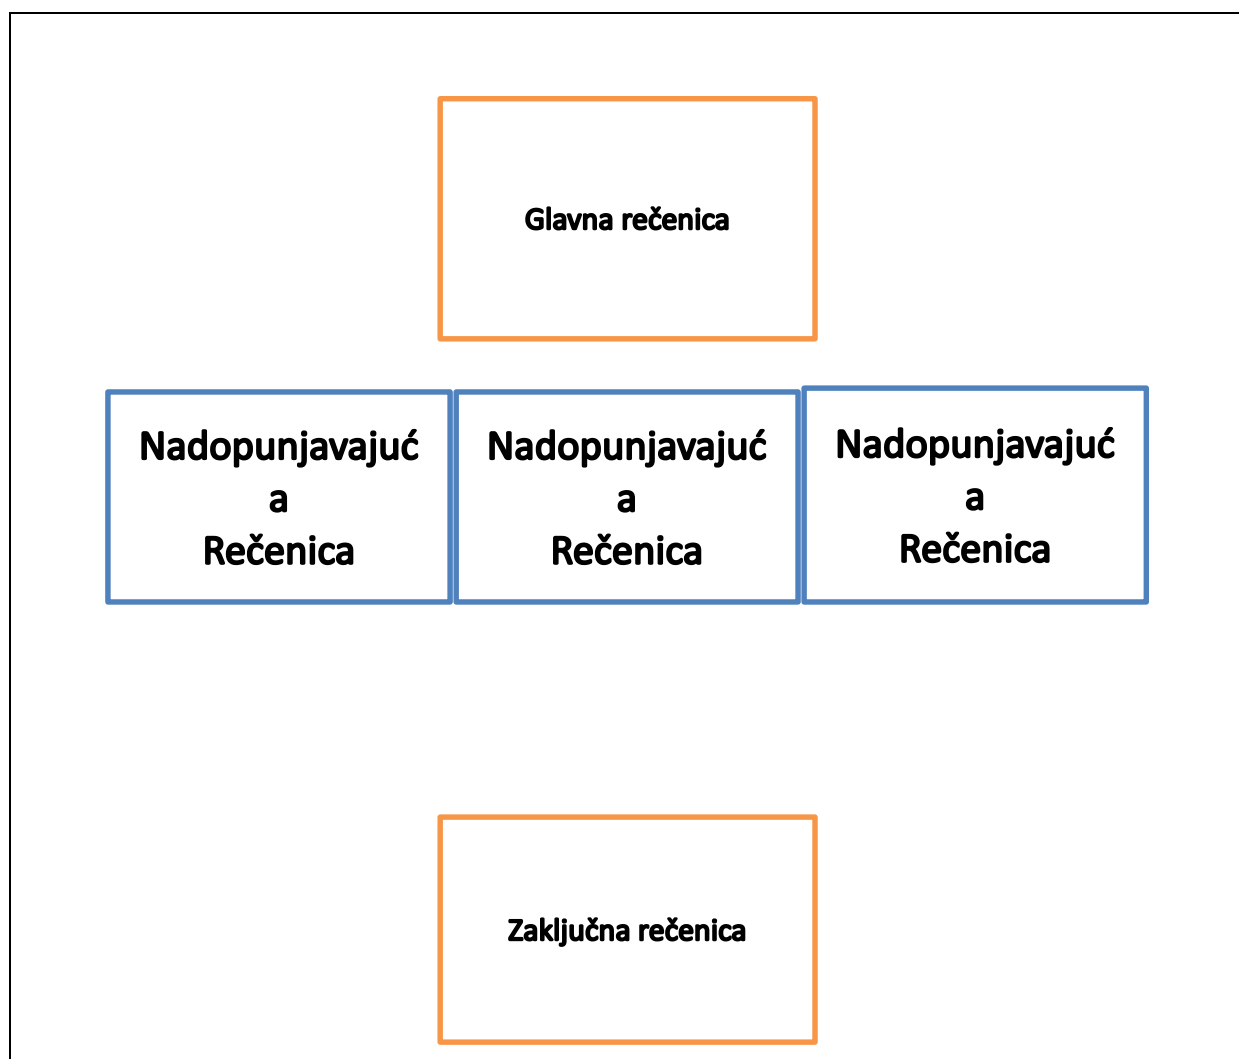 Glavna rečenica
Nadopunjavajuć
a
Rečenica
Nadopunjavajuć
a
Rečenica
Nadopunjavajuć
a
Rečenica
Zaključna rečenica